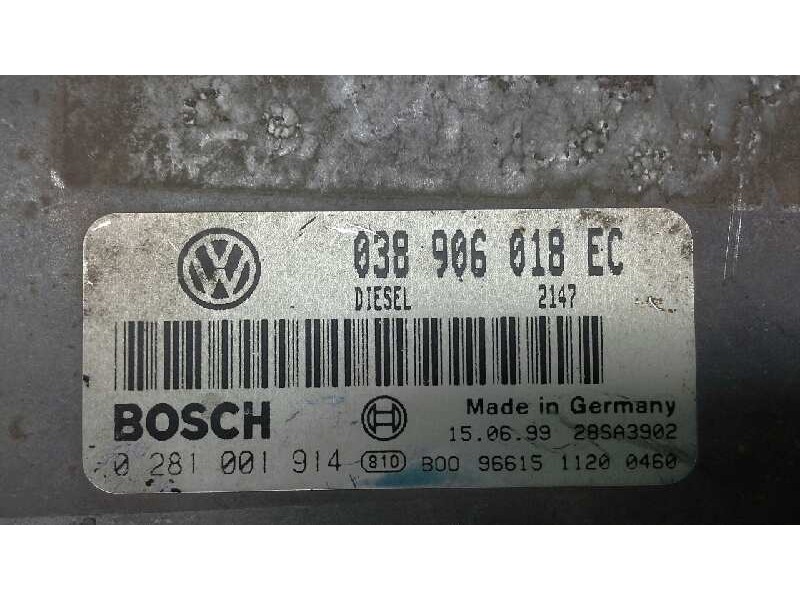 038 906 018 EC
DIESEL 2147
BOSCH Made in Germany
15.06.99 28SA3902
0 281 001 914 810 B00 96615 1120 0460